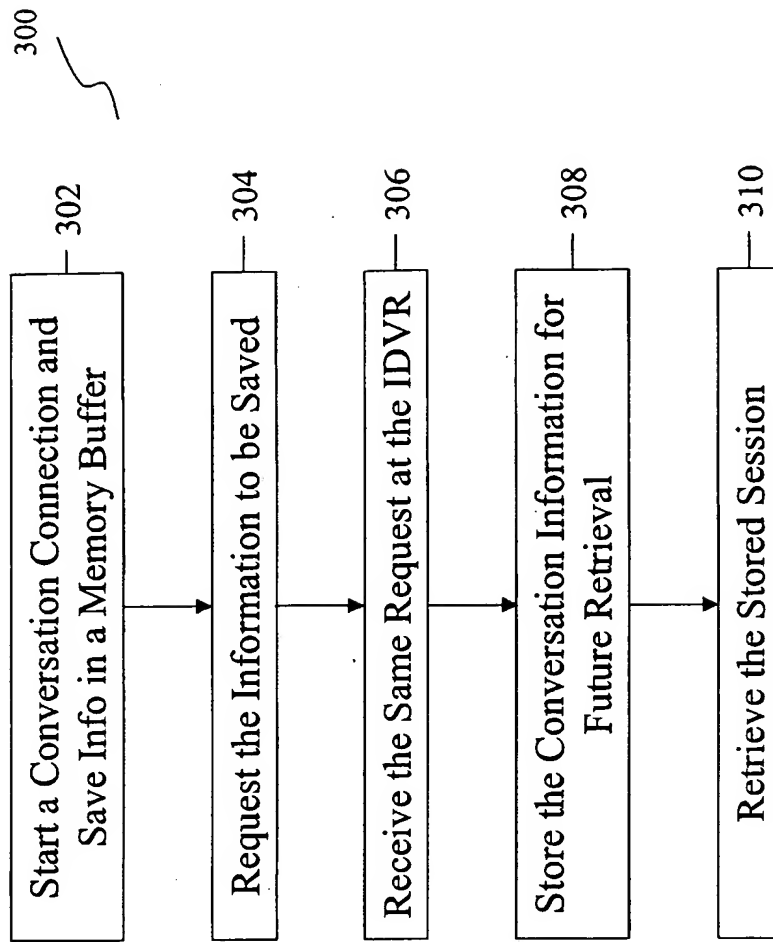 300
Start a Conversation Connection and
Save Info in a Memory Buffer
302
Request the Information to be Saved
304
Receive the Same Request at the IDVR
306
Store the Conversation Information for
Future Retrieval
308
Retrieve the Stored Session
310